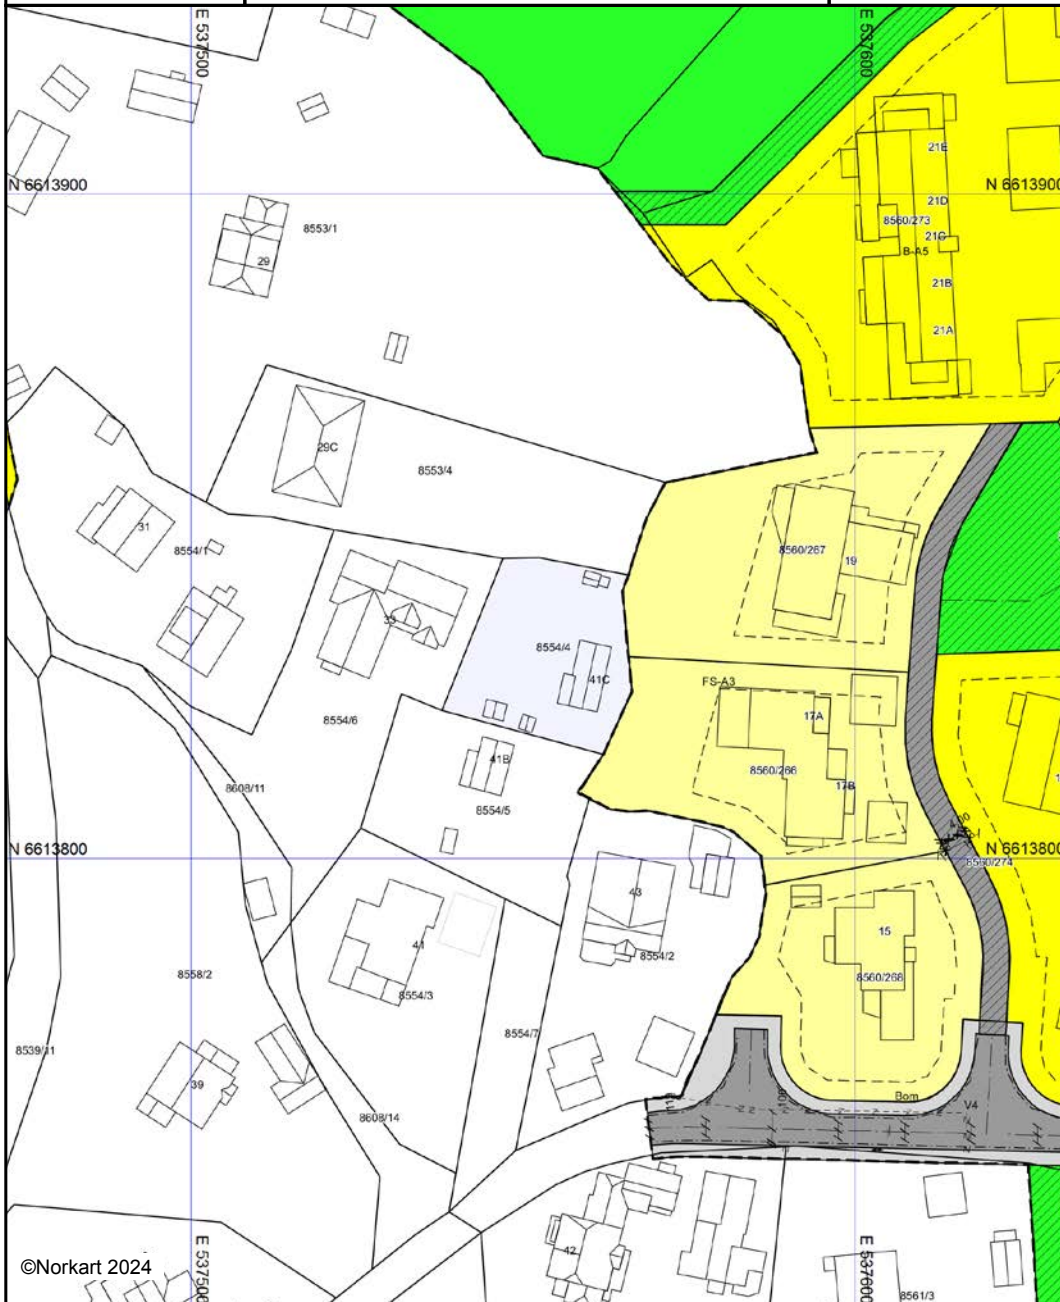 E 537500
E 537600
21E
N 6613900
N 6613900
21D
8560/273
8553/1
21C
B-A5
29
21B
21A
29C
8553/4
31
8554/1
8560/267
19
33
8554/4
41C
FS-A3
8554/6
17A
41B
8560/266
17B
8608/11
8554/5
N 6613800
N 6613800
8560/274
43
15
41
8554/2
8558/2
8560/268
8554/3
8554/7
8539/11
39
Bom
V4
8608/14
E 537500
E 537600
42
©Norkart 2024
8561/3